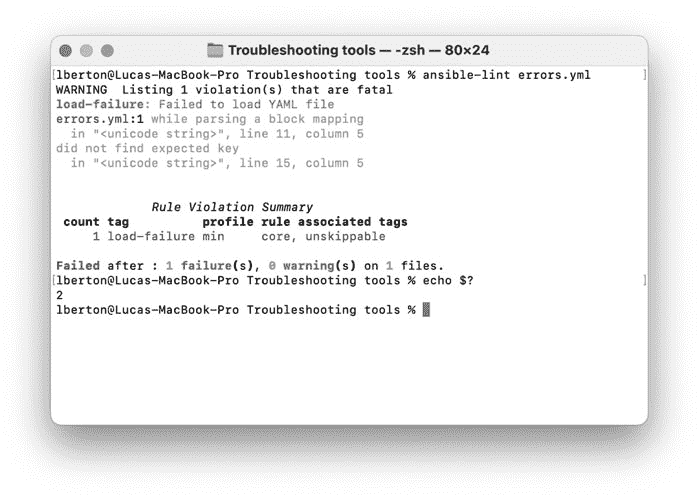 Troubleshooting tools — -zsh — 80×24
[lberton@Lucas-MacBook-Pro Troubleshooting tools % ansible-lint errors.yml ]
WARNING  Listing 1 violation(s) that are fatal
load-failure: Failed to load YAML file
errors.yml:1 while parsing a block mapping
  in "<unicode string>", line 11, column 5
did not find expected key
  in "<unicode string>", line 15, column 5
Rule Violation Summary
count tag          profile rule associated tags
1 load-failure min     core, unskippable
Failed after : 1 failure(s), 0 warning(s) on 1 files.
[lberton@Lucas-MacBook-Pro Troubleshooting tools % echo $? ]
2
lberton@Lucas-MacBook-Pro Troubleshooting tools %